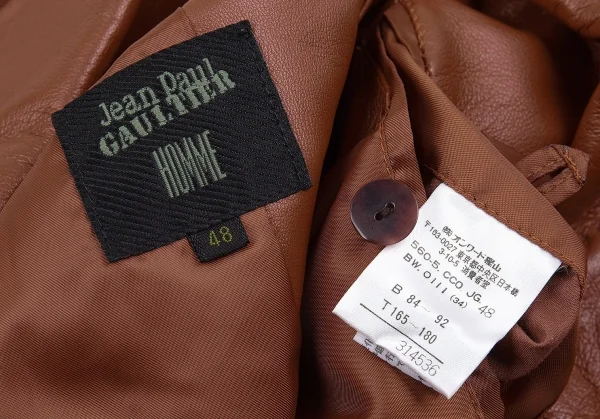 Jean Paul
GAULTIER
HOMME
48
㈱オンワード樫山
〒103-0027 東京都中央区日本橋
3-10-5 消費者室
560-5. CCO JG. 48
BW. 0111 (34)
B 84~92
T 165~180
314536